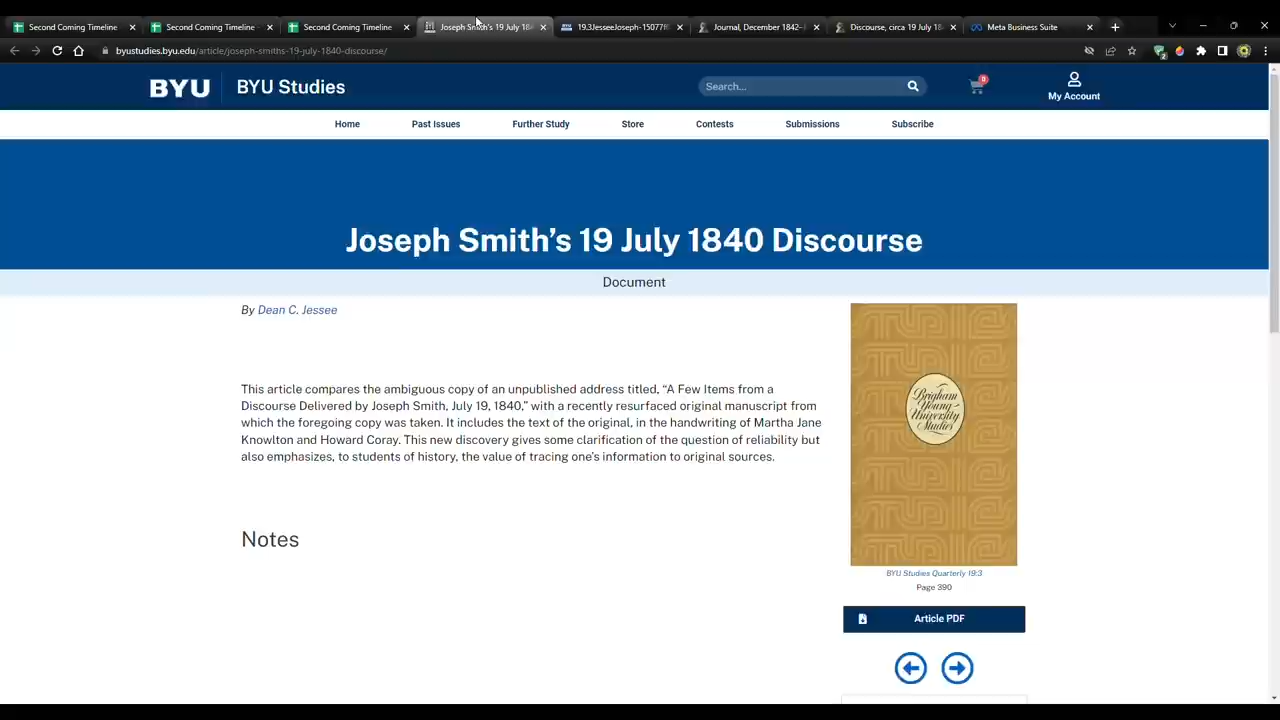 Second Coming Timeline
Second Coming Timeline
Second Coming Timeline
Joseph Smith's 19 July 184
19.3JesseeJoseph-15077f6
Journal, December 1842–
Discourse, circa 19 July 184
Meta Business Suite
byustudies.byu.edu/article/joseph-smiths-19-july-1840-discourse/
2
BYU
BYU Studies
Search...
0
My Account
Home
Past Issues
Further Study
Store
Contests
Submissions
Subscribe
Joseph Smith's 19 July 1840 Discourse
Document
By Dean C. Jessee
This article compares the ambiguous copy of an unpublished address titled, “A Few Items from a
Discourse Delivered by Joseph Smith, July 19, 1840,” with a recently resurfaced original manuscript from
which the foregoing copy was taken. It includes the text of the original, in the handwriting of Martha Jane
Knowlton and Howard Coray. This new discovery gives some clarification of the question of reliability but
also emphasizes, to students of history, the value of tracing one's information to original sources.
Notes
Brigham
Young
University
Studies
BYU Studies Quarterly 19:3
Page 390
Article PDF